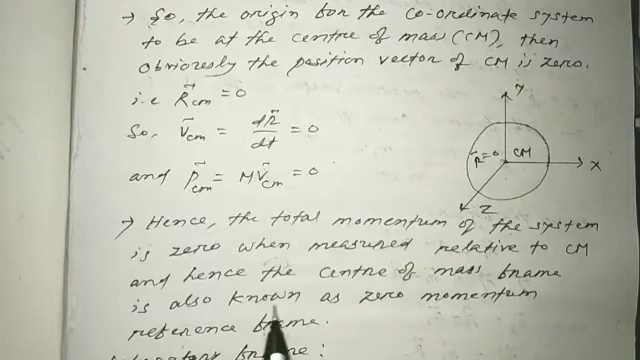 → So, the origin for the co-ordinate system
to be at the centre of mass (CM), then
obviously the position vector of CM is zero.
i.e R⃗cm = 0
So, V⃗cm = dR⃗/dt = 0
and P⃗cm = MV⃗cm = 0
Y
R⃗=0 CM
X
Z
→ Hence, the total momentum of the system
is zero when measured relative to CM
and hence the centre of mass frame
is also known as zero momentum
reference frame.
frame: